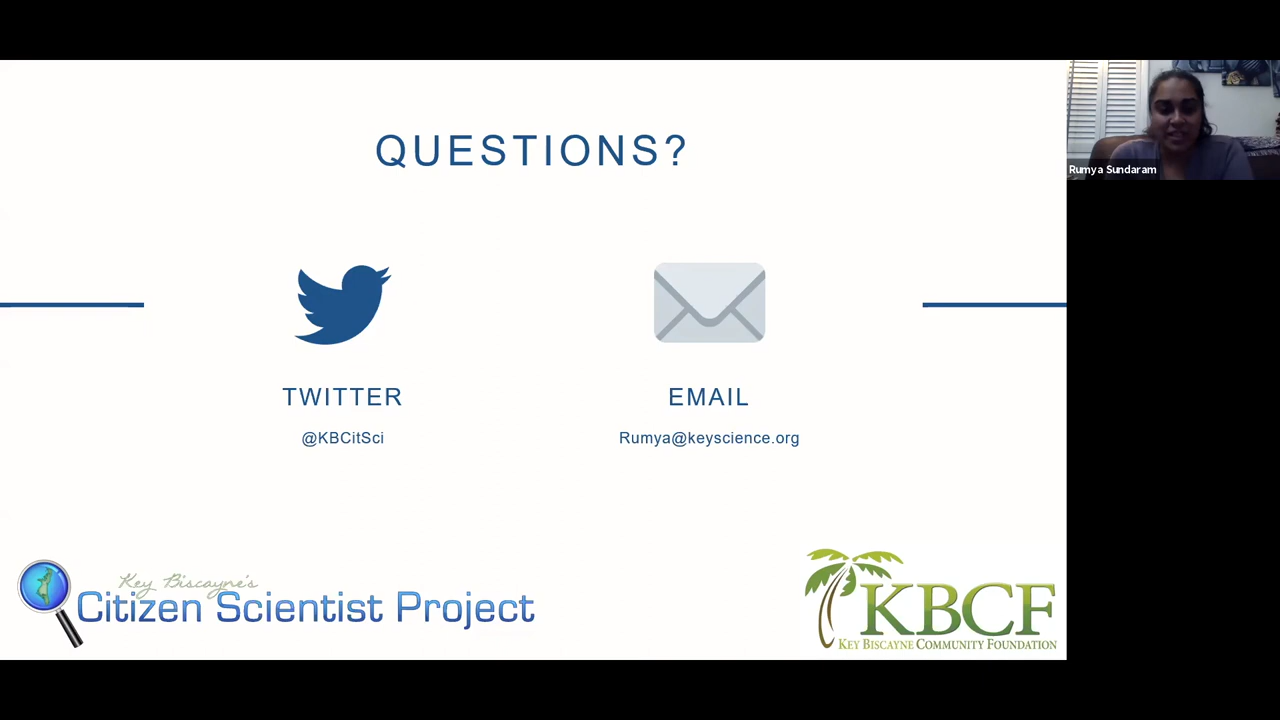 QUESTIONS?
Rumya Sundaram
TWITTER
EMAIL
@KBCitSci
Rumya@keyscience.org
Key Biscayne's
Citizen Scientist Project
KBCF
KEY BISCAYNE COMMUNITY FOUNDATION